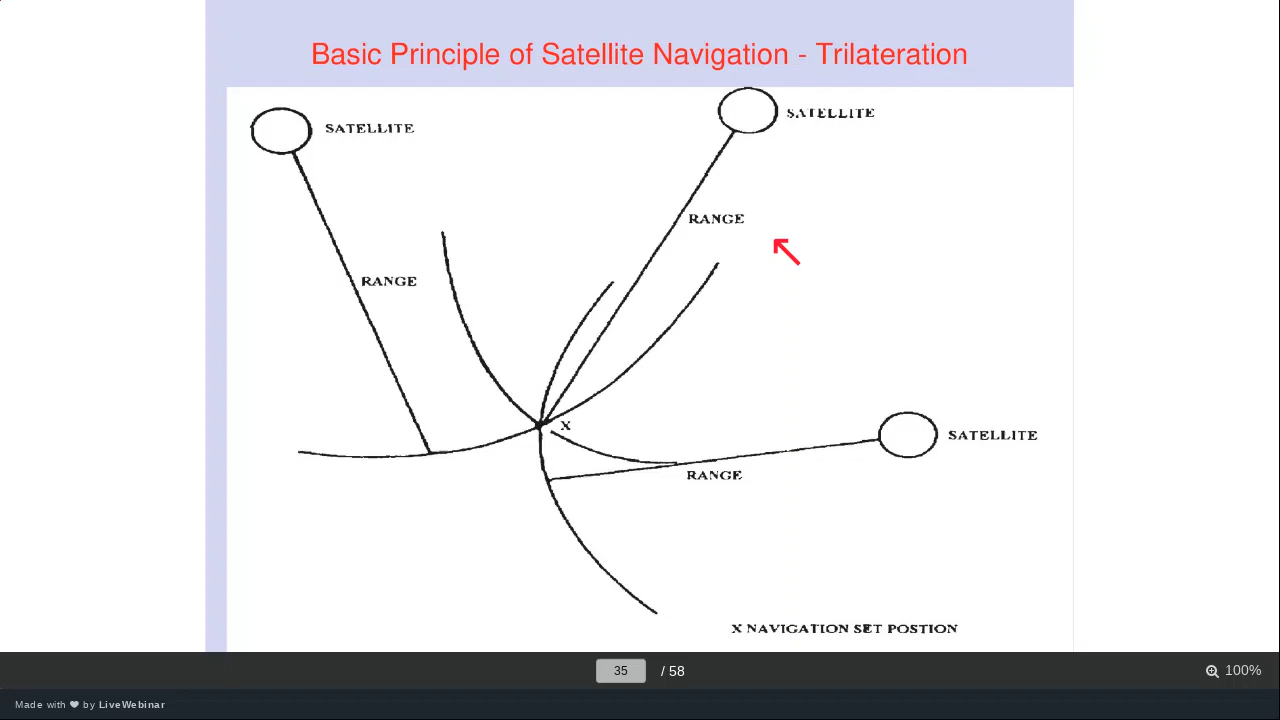 Basic Principle of Satellite Navigation - Trilateration
SATELLITE
SATELLITE
RANGE
RANGE
X
SATELLITE
RANGE
X NAVIGATION SET POSTION
35 / 58
100%
Made with by LiveWebinar